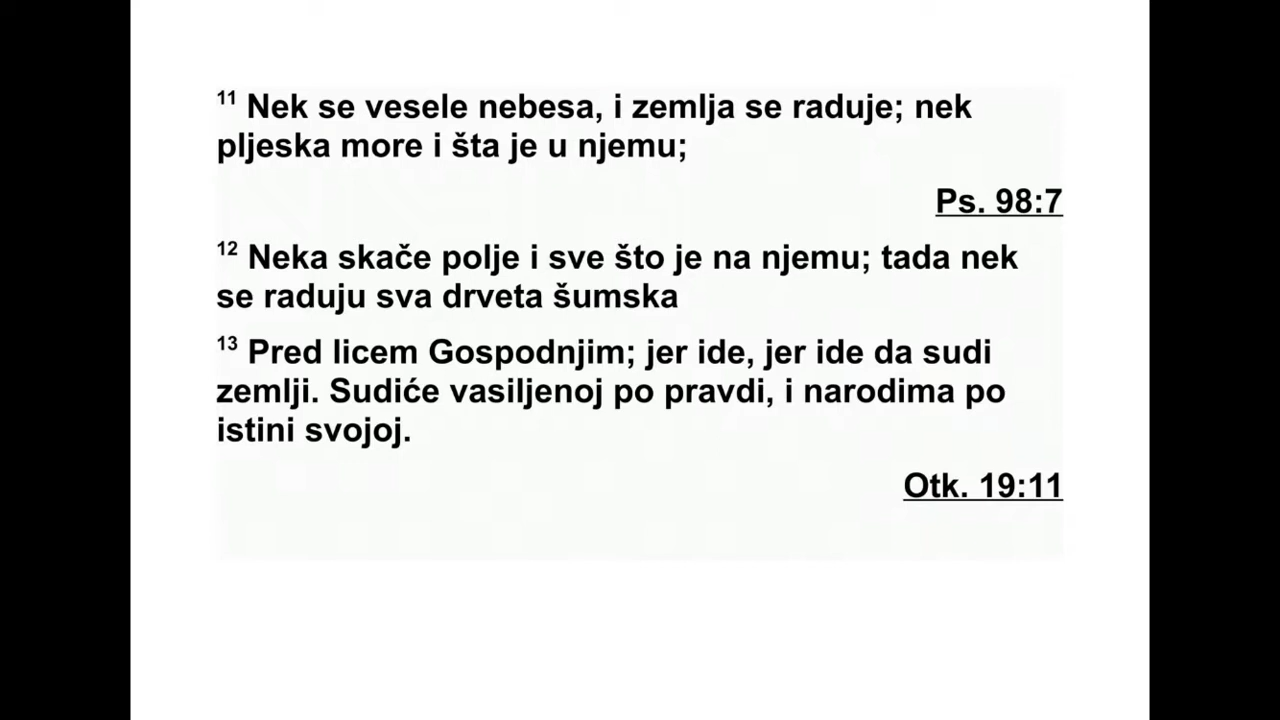 11 Nek se vesele nebesa, i zemlja se raduje; nek
pljeska more i šta je u njemu;
Ps. 98:7
12 Neka skače polje i sve što je na njemu; tada nek
se raduju sva drveta šumska
13 Pred licem Gospodnjim; jer ide, jer ide da sudi
zemlji. Sudiće vasiljenoj po pravdi, i narodima po
istini svojoj.
Otk. 19:11